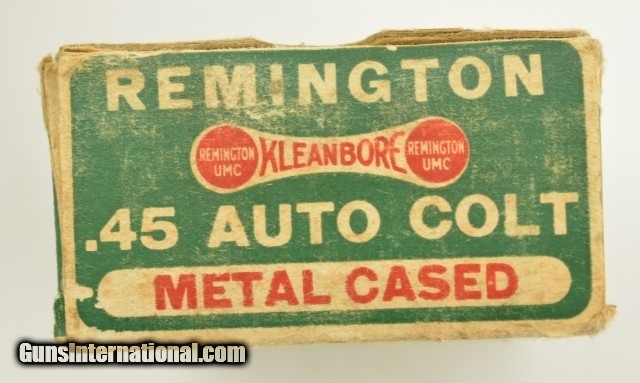 REMINGTON
REMINGTON UMC KLEANBORE REMINGTON UMC
.45 AUTO COLT
METAL CASED
GunsInternational.com